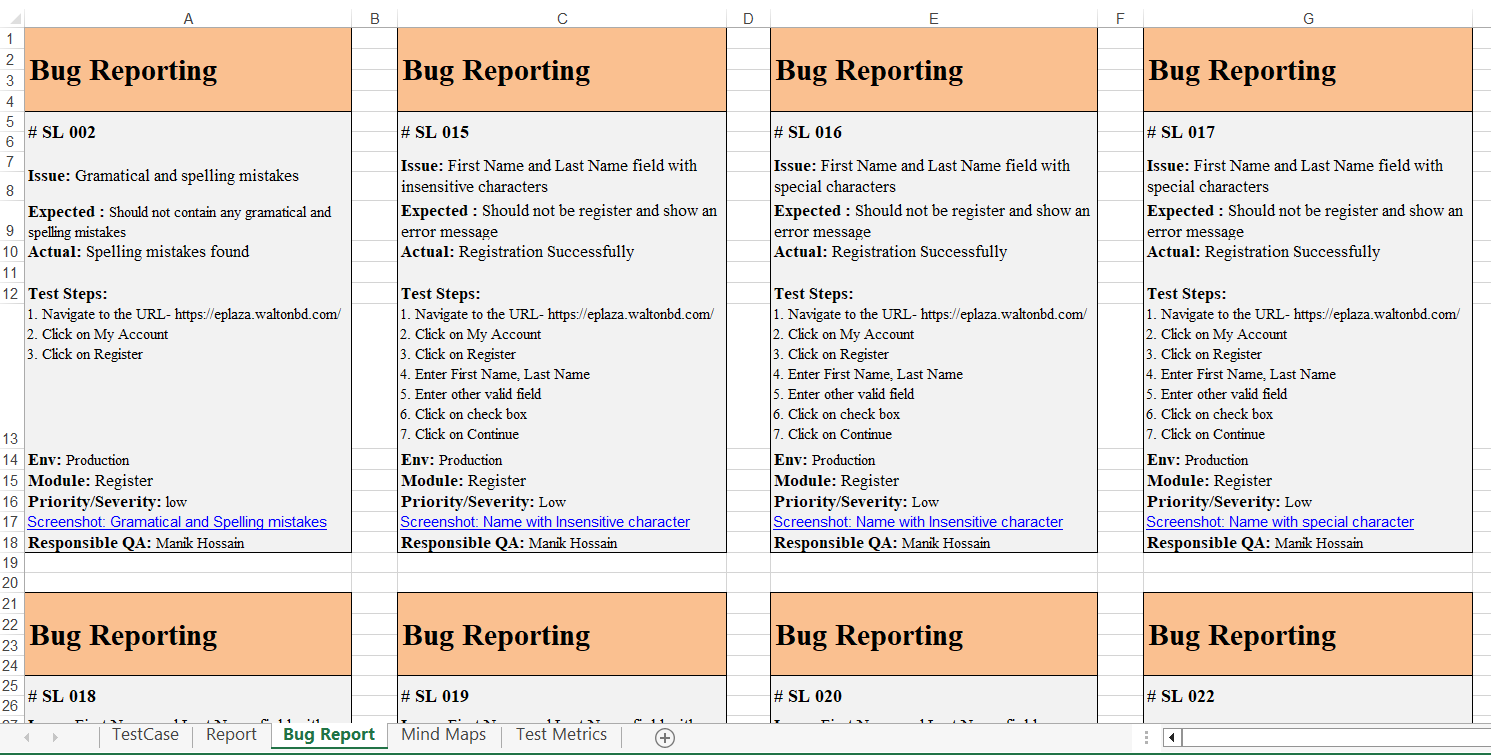 A B C D E F G
1
2
3
4
Bug Reporting
5
6
7
8
9
10
11
12
13
14
15
16
17
18
# SL 002
Issue: Gramatical and spelling mistakes
Expected : Should not contain any gramatical and
spelling mistakes
Actual: Spelling mistakes found
Test Steps:
1. Navigate to the URL- https://eplaza.waltonbd.com/
2. Click on My Account
3. Click on Register
Env: Production
Module: Register
Priority/Severity: low
Screenshot: Gramatical and Spelling mistakes
Responsible QA: Manik Hossain
Bug Reporting
# SL 015
Issue: First Name and Last Name field with
insensitive characters
Expected : Should not be register and show an
error message
Actual: Registration Successfully
Test Steps:
1. Navigate to the URL- https://eplaza.waltonbd.com/
2. Click on My Account
3. Click on Register
4. Enter First Name, Last Name
5. Enter other valid field
6. Click on check box
7. Click on Continue
Env: Production
Module: Register
Priority/Severity: Low
Screenshot: Name with Insensitive character
Responsible QA: Manik Hossain
Bug Reporting
# SL 016
Issue: First Name and Last Name field with
special characters
Expected : Should not be register and show an
error message
Actual: Registration Successfully
Test Steps:
1. Navigate to the URL- https://eplaza.waltonbd.com/
2. Click on My Account
3. Click on Register
4. Enter First Name, Last Name
5. Enter other valid field
6. Click on check box
7. Click on Continue
Env: Production
Module: Register
Priority/Severity: Low
Screenshot: Name with Insensitive character
Responsible QA: Manik Hossain
Bug Reporting
# SL 017
Issue: First Name and Last Name field with
special characters
Expected : Should not be register and show an
error message
Actual: Registration Successfully
Test Steps:
1. Navigate to the URL- https://eplaza.waltonbd.com/
2. Click on My Account
3. Click on Register
4. Enter First Name, Last Name
5. Enter other valid field
6. Click on check box
7. Click on Continue
Env: Production
Module: Register
Priority/Severity: Low
Screenshot: Name with special character
Responsible QA: Manik Hossain
19
20
21
22
23
24
25
26
Bug Reporting
# SL 018
Bug Reporting
# SL 019
Bug Reporting
# SL 020
Bug Reporting
# SL 022
TestCase Report Bug Report Mind Maps Test Metrics